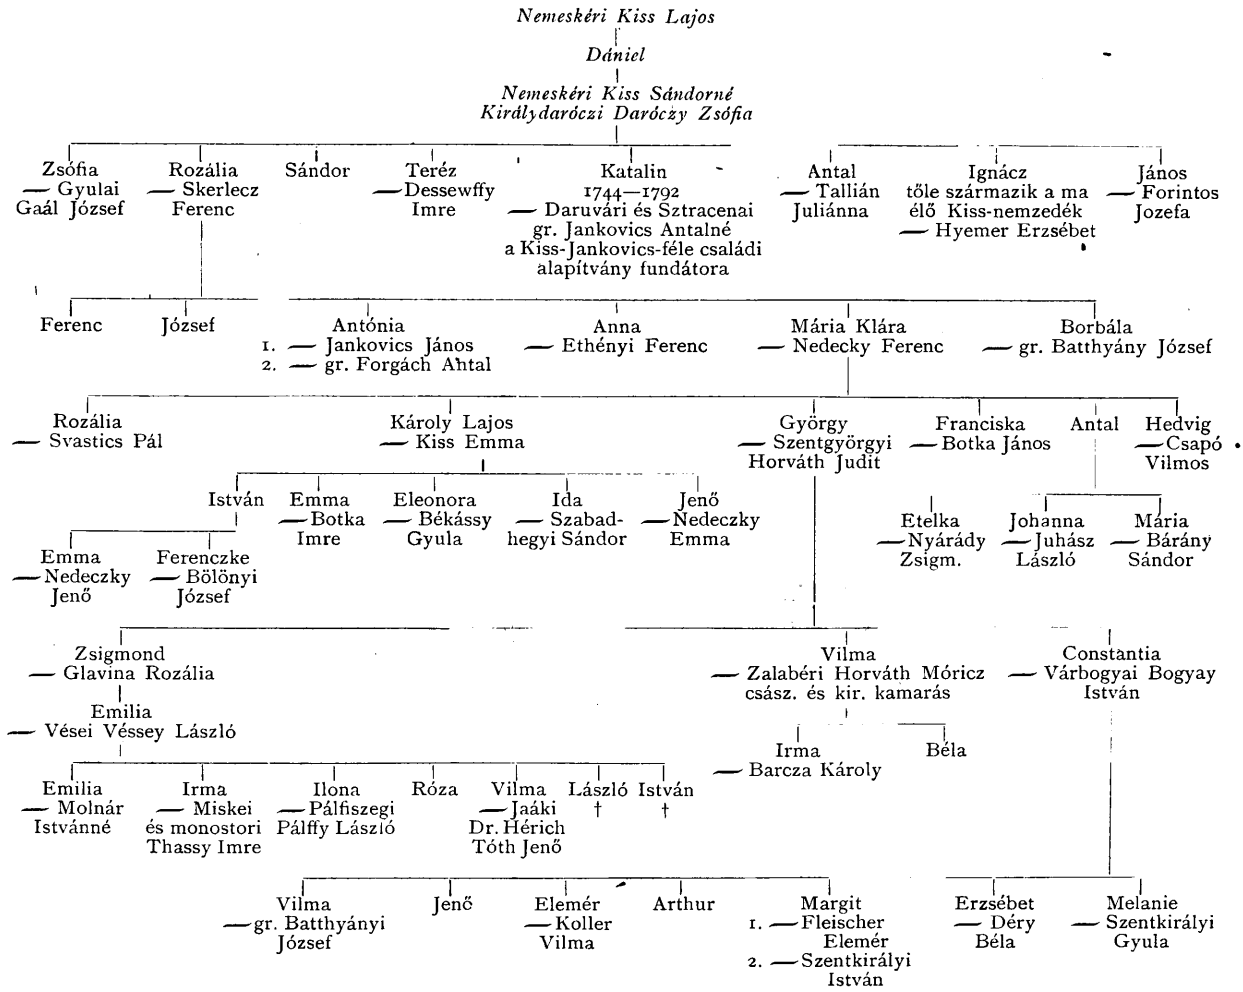 Nemeskéri Kiss Lajos
Dániel
Nemeskéri Kiss Sándorné
Királydaróczi Daróczy Zsófia
Zsófia
— Gyulai
Gaál József
Rozália
— Skerlecz
Ferenc
Sándor
Teréz
— Dessewffy
Imre
Katalin
1744—1792
— Daruvári és Sztracenai
gr. Jankovics Antalné
a Kiss-Jankovics-féle családi
alapítvány fundátora
Antal
— Tallián
Juliánna
Ignácz
tőle származik a ma
élő Kiss-nemzedék
— Hyemer Erzsébet
János
— Forintos
Jozefa
Ferenc
József
Antónia
1. — Jankovics János
2. — gr. Forgách Antal
Anna
— Ethényi Ferenc
Mária Klára
— Nedecky Ferenc
Borbála
— gr. Batthyány József
Rozália
— Svastics Pál
Károly Lajos
— Kiss Emma
György
— Szentgyörgyi
Horváth Judit
Franciska
— Botka János
Antal
Hedvig
— Csapó
Vilmos
István
Emma
— Botka
Imre
Eleonora
— Békássy
Gyula
Ida
— Szabad-
hegyi Sándor
Jenő
— Nedeczky
Emma
Etelka
— Nyárády
Zsigm.
Johanna
— Juhász
László
Mária
— Bárány
Sándor
Emma
— Nedeczky
Jenő
Ferenczke
— Bölönyi
József
Zsigmond
— Glavina Rozália
Vilma
— Zalabéri Horváth Móricz
csász. és kir. kamarás
Constantia
— Várbogyai Bogyay
István
Emilia
— Vései Véssey László
Irma
— Barcza Károly
Béla
Emilia
— Molnár
Istvánné
Irma
— Miskei
és monostori
Thassy Imre
Ilona
— Pálfiszegi
Pálffy László
Róza
Vilma
— Jaáki
Dr. Hérich
Tóth Jenő
László
†
István
†
Vilma
— gr. Batthyányi
József
Jenő
Elemér
— Koller
Vilma
Arthur
Margit
1. — Fleischer
Elemér
2. — Szentkirályi
István
Erzsébet
— Déry
Béla
Melanie
— Szentkirályi
Gyula